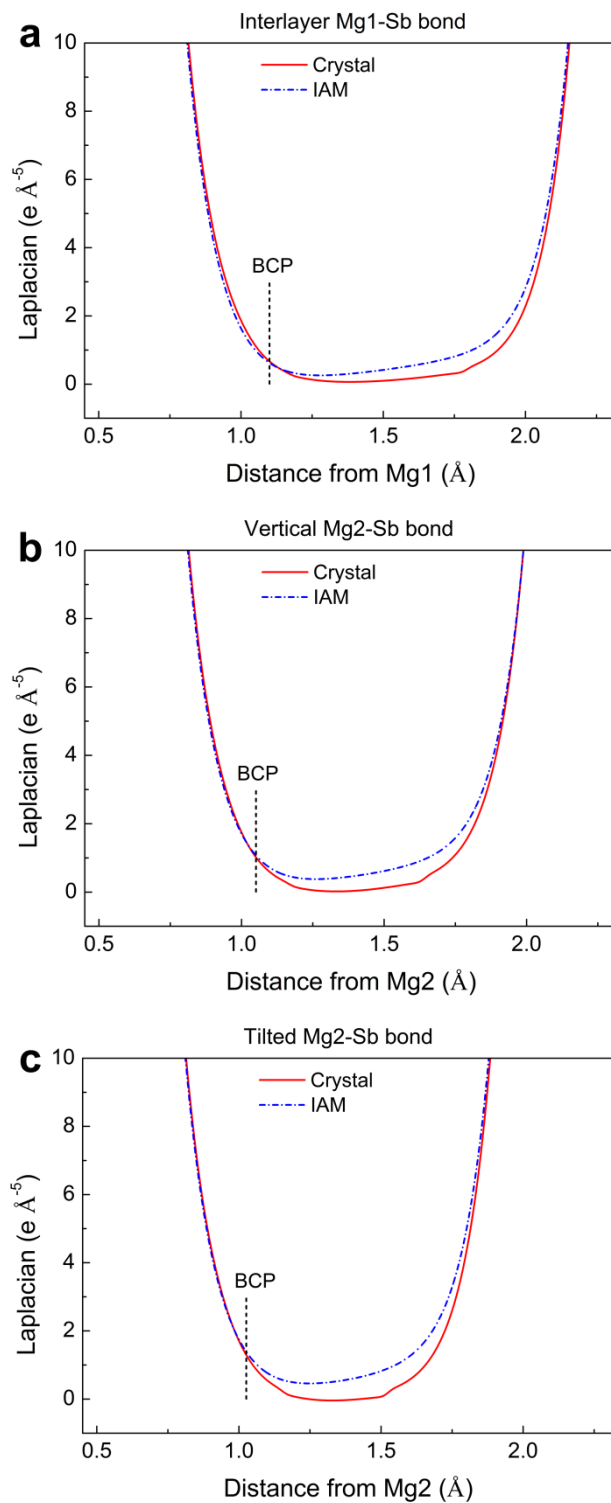 a
Interlayer Mg1-Sb bond
10
8
6
4
2
0
Laplacian (e Å⁻⁵)
Crystal
IAM
BCP
0.5 1.0 1.5 2.0
Distance from Mg1 (Å)
b
Vertical Mg2-Sb bond
10
8
6
4
2
0
Laplacian (e Å⁻⁵)
Crystal
IAM
BCP
0.5 1.0 1.5 2.0
Distance from Mg2 (Å)
c
Tilted Mg2-Sb bond
10
8
6
4
2
0
Laplacian (e Å⁻⁵)
Crystal
IAM
BCP
0.5 1.0 1.5 2.0
Distance from Mg2 (Å)